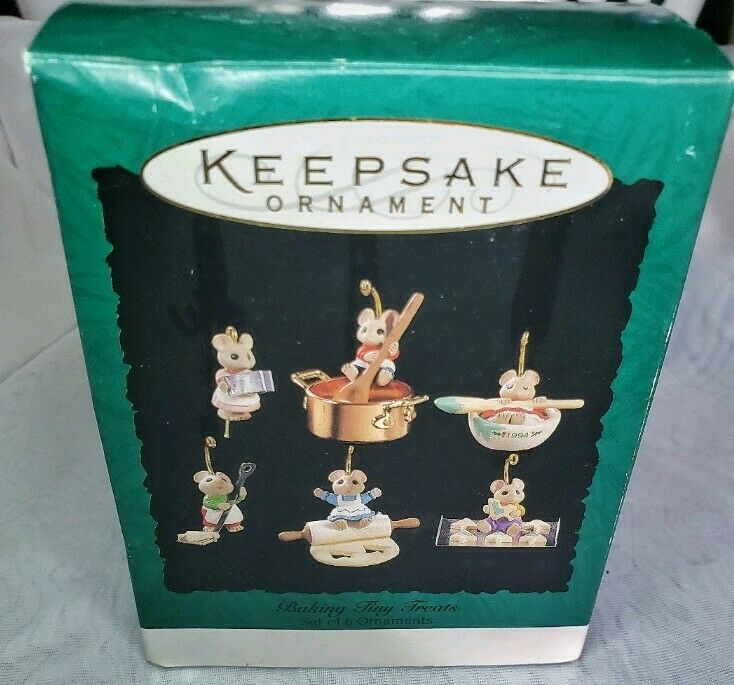 KEEPSAKE
ORNAMENT
1994
Baking Tiny Treats
Set of 6 Ornaments